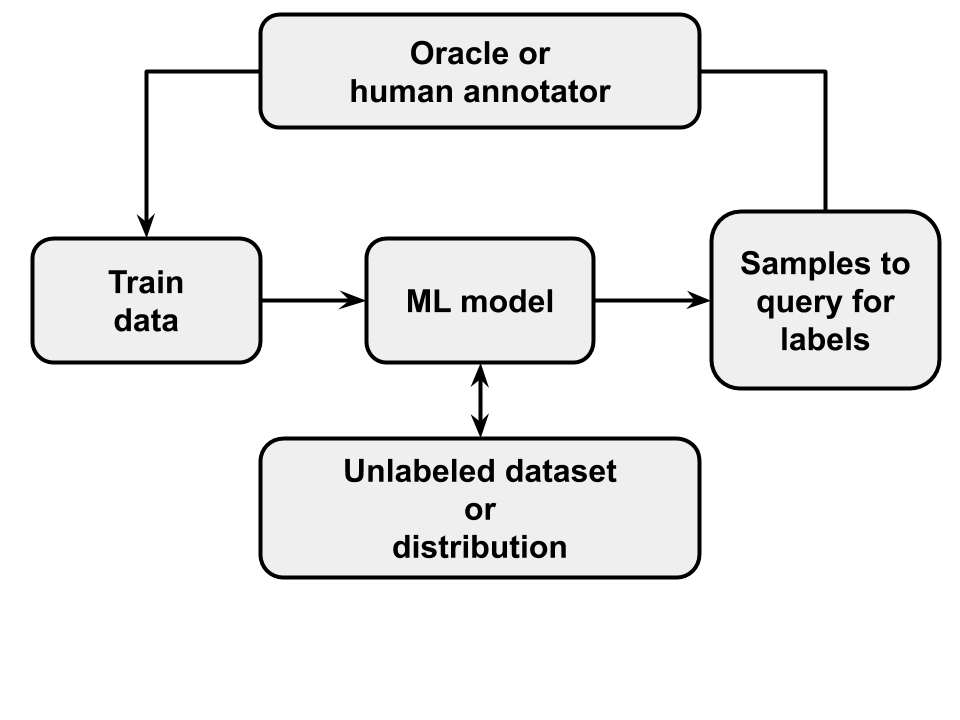 Oracle or
human annotator
Train
data
ML model
Samples to
query for
labels
Unlabeled dataset
or
distribution